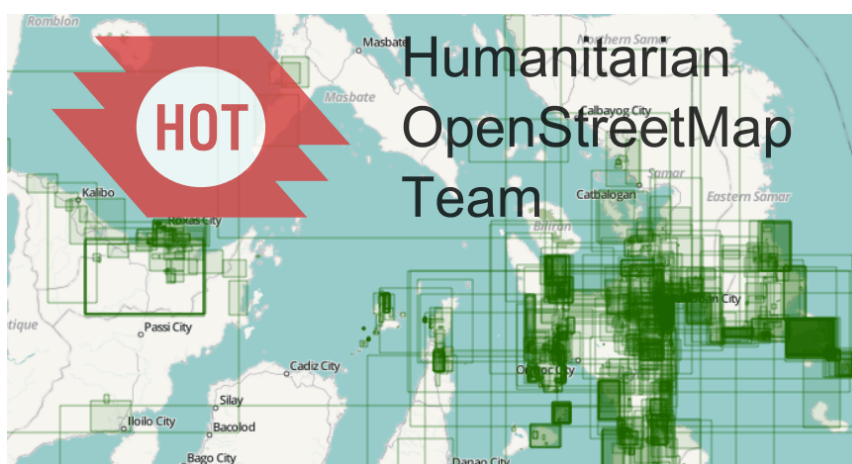 Romblon
Masbate
Northern Samar
Humanitarian
Masbate
Calbayog City
HOT
OpenStreetMap
Samar
Kalibo
Catbalogan
Eastern Samar
Team
Roxas City
Biliran
Passi City
Cadiz City
Silay
Iloilo City
Bacolod
Bago City
Danao City